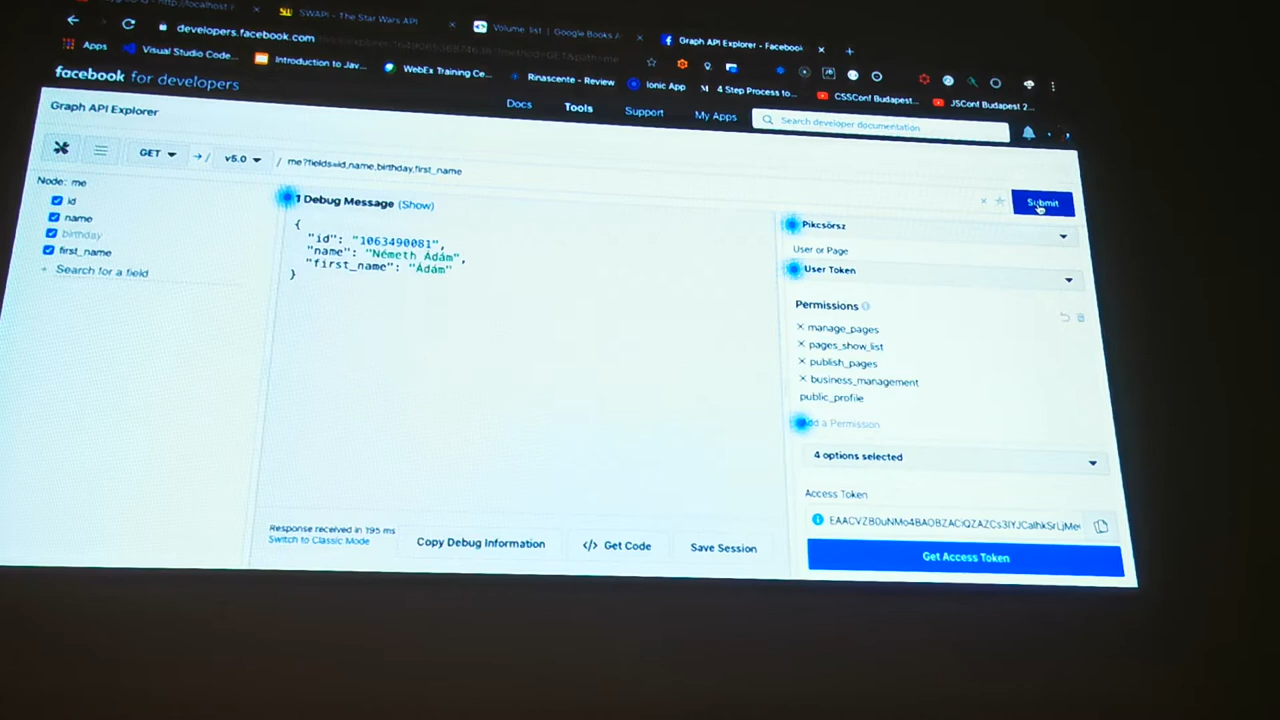 SWAPI - The Star Wars API
Volume: list | Google Books A
Graph API Explorer - Facebook
developers.facebook.com
Apps
Visual Studio Code...
Introduction to Jav...
WebEx Training Ce...
Rinascente - Review
Ionic App
4 Step Process to...
CSSConf Budapest...
JSConf Budapest 2...
facebook for developers
Docs
Tools
Support
My Apps
Search developer documentation
Graph API Explorer
GET
v5.0
/ me?fields=id,name,birthday,first_name
Submit
Node: me
id
name
birthday
first_name
+ Search for a field
1 Debug Message (Show)
{
"id": "1063490081",
"name": "Németh Ádám",
"first_name": "Ádám"
}
Pikcsörsz
User or Page
User Token
Permissions
× manage_pages
× pages_show_list
× publish_pages
× business_management
public_profile
Add a Permission
4 options selected
Access Token
Response received in 195 ms
Switch to Classic Mode
Copy Debug Information
</> Get Code
Save Session
Get Access Token